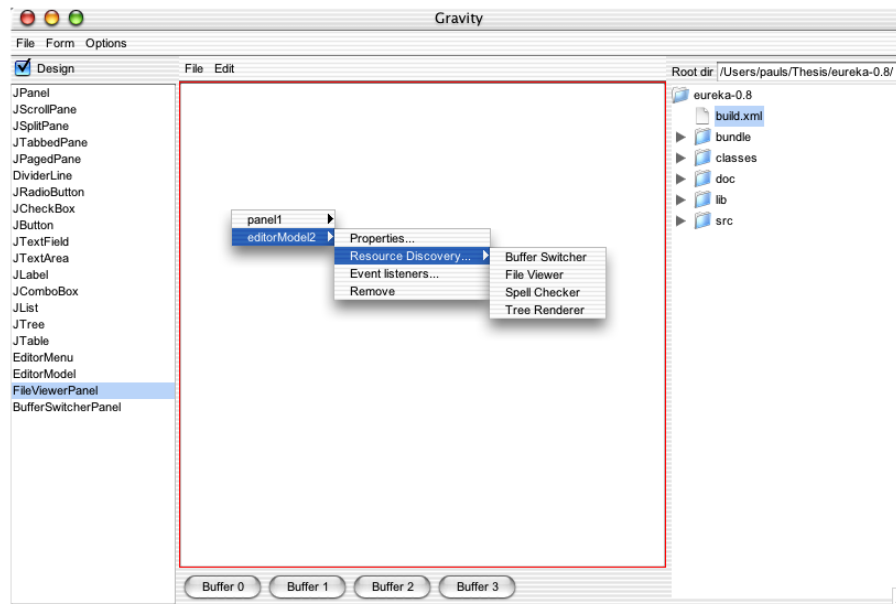 Gravity
File Form Options
Design
File Edit
Root dir /Users/pauls/Thesis/eureka-0.8/
JPanel
JScrollPane
JSplitPane
JTabbedPane
JPagedPane
DividerLine
JRadioButton
JCheckBox
JButton
JTextField
JTextArea
JLabel
JComboBox
JList
JTree
JTable
EditorMenu
EditorModel
FileViewerPanel
BufferSwitcherPanel
panel1
editorModel2
Properties...
Resource Discovery...
Event listeners...
Remove
Buffer Switcher
File Viewer
Spell Checker
Tree Renderer
eureka-0.8
build.xml
bundle
classes
doc
lib
src
Buffer 0 Buffer 1 Buffer 2 Buffer 3